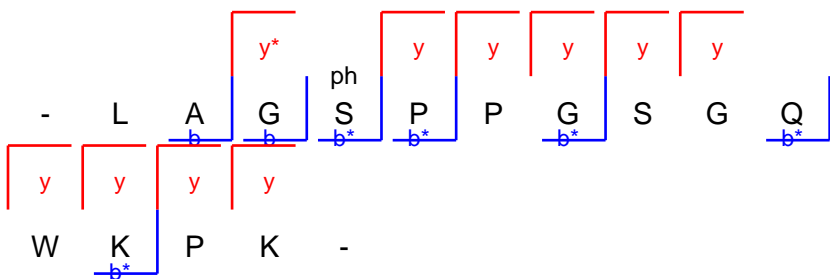 y* y y y y y
ph
- L A G S P P G S G Q
b b b* b* b* b*
y y y y
W K P K -
b*